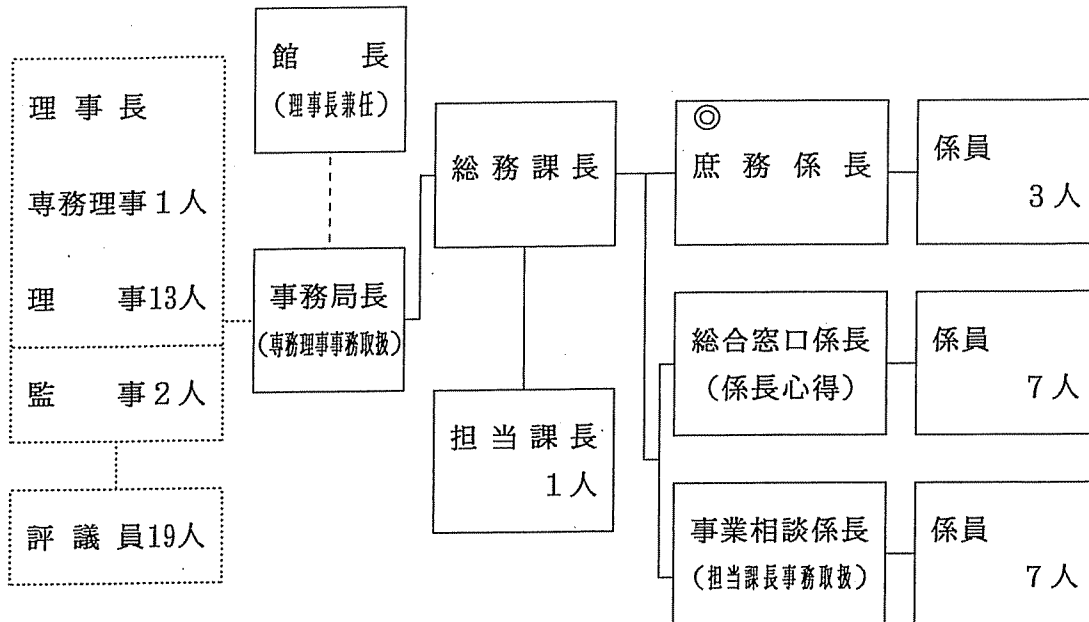 理事長
専務理事1人
理　　事13人
監　　事2人
評議員19人
館　　長
（理事長兼任）
事務局長
（専務理事事務取扱）
総務課長
担当課長
1人
◎
庶務係長
係員
3人
総合窓口係長
（係長心得）
係員
7人
事業相談係長
（担当課長事務取扱）
係員
7人